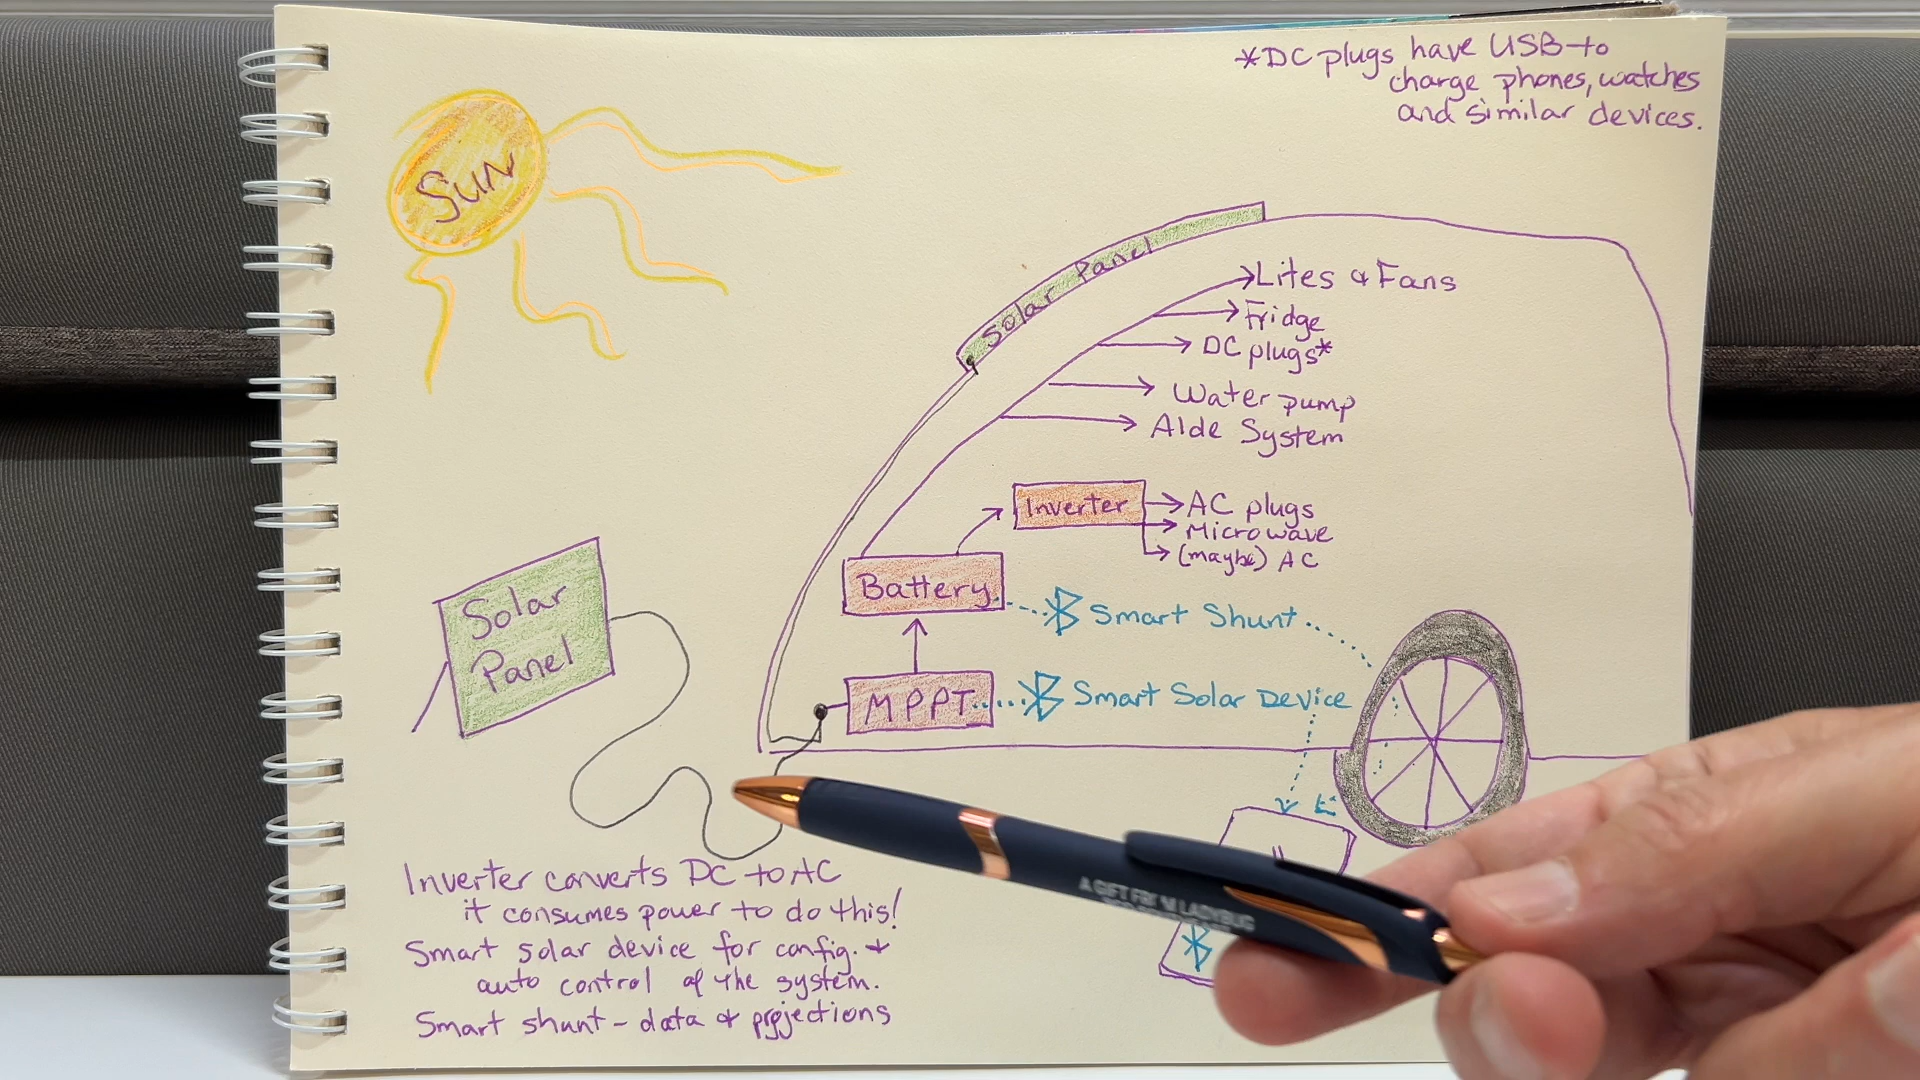 *DC plugs have USB to
charge phones, watches
and similar devices.
Sun
Solar Panel
Lites & Fans
Fridge
DC plugs*
Water pump
Alde System
Inverter
AC plugs
Microwave
(maybe) AC
Battery
Smart Shunt
Solar
Panel
MPPT
Smart Solar Device
Inverter converts DC to AC
it consumes power to do this!
Smart solar device for config. &
auto control of the system.
Smart shunt - data & projections
A GIFT FROM LADYBUG